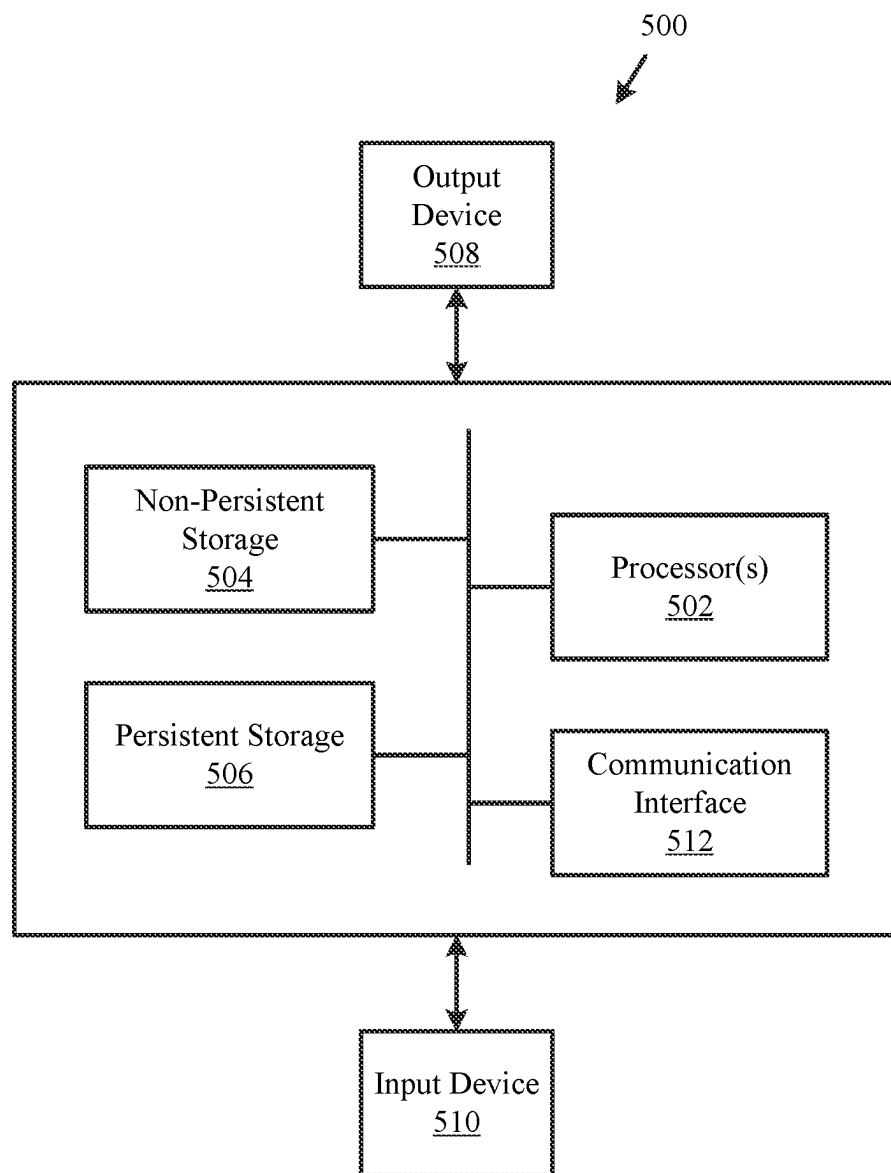 500
Output
Device
508
Non-Persistent
Storage
504
Processor(s)
502
Persistent Storage
506
Communication
Interface
512
Input Device
510